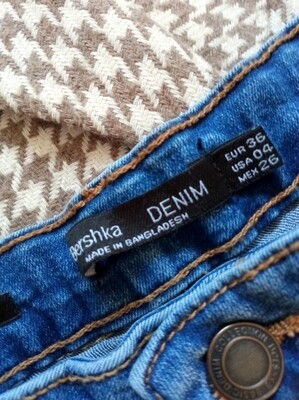 Bershka DENIM
MADE IN BANGLADESH
EUR 36
USA 04
MEX 26